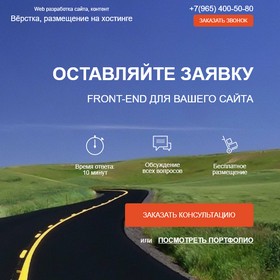 Web разработка сайта, контент
Вёрстка, размещение на хостинге
+7(965) 400-50-80
ЗАКАЗАТЬ ЗВОНОК
ОСТАВЛЯЙТЕ ЗАЯВКУ
FRONT-END ДЛЯ ВАШЕГО САЙТА
Время ответа
10 минут
Обсуждение
всех вопросов
Бесплатное
размещение
ЗАКАЗАТЬ КОНСУЛЬТАЦИЮ
или ПОСМОТРЕТЬ ПОРТФОЛИО